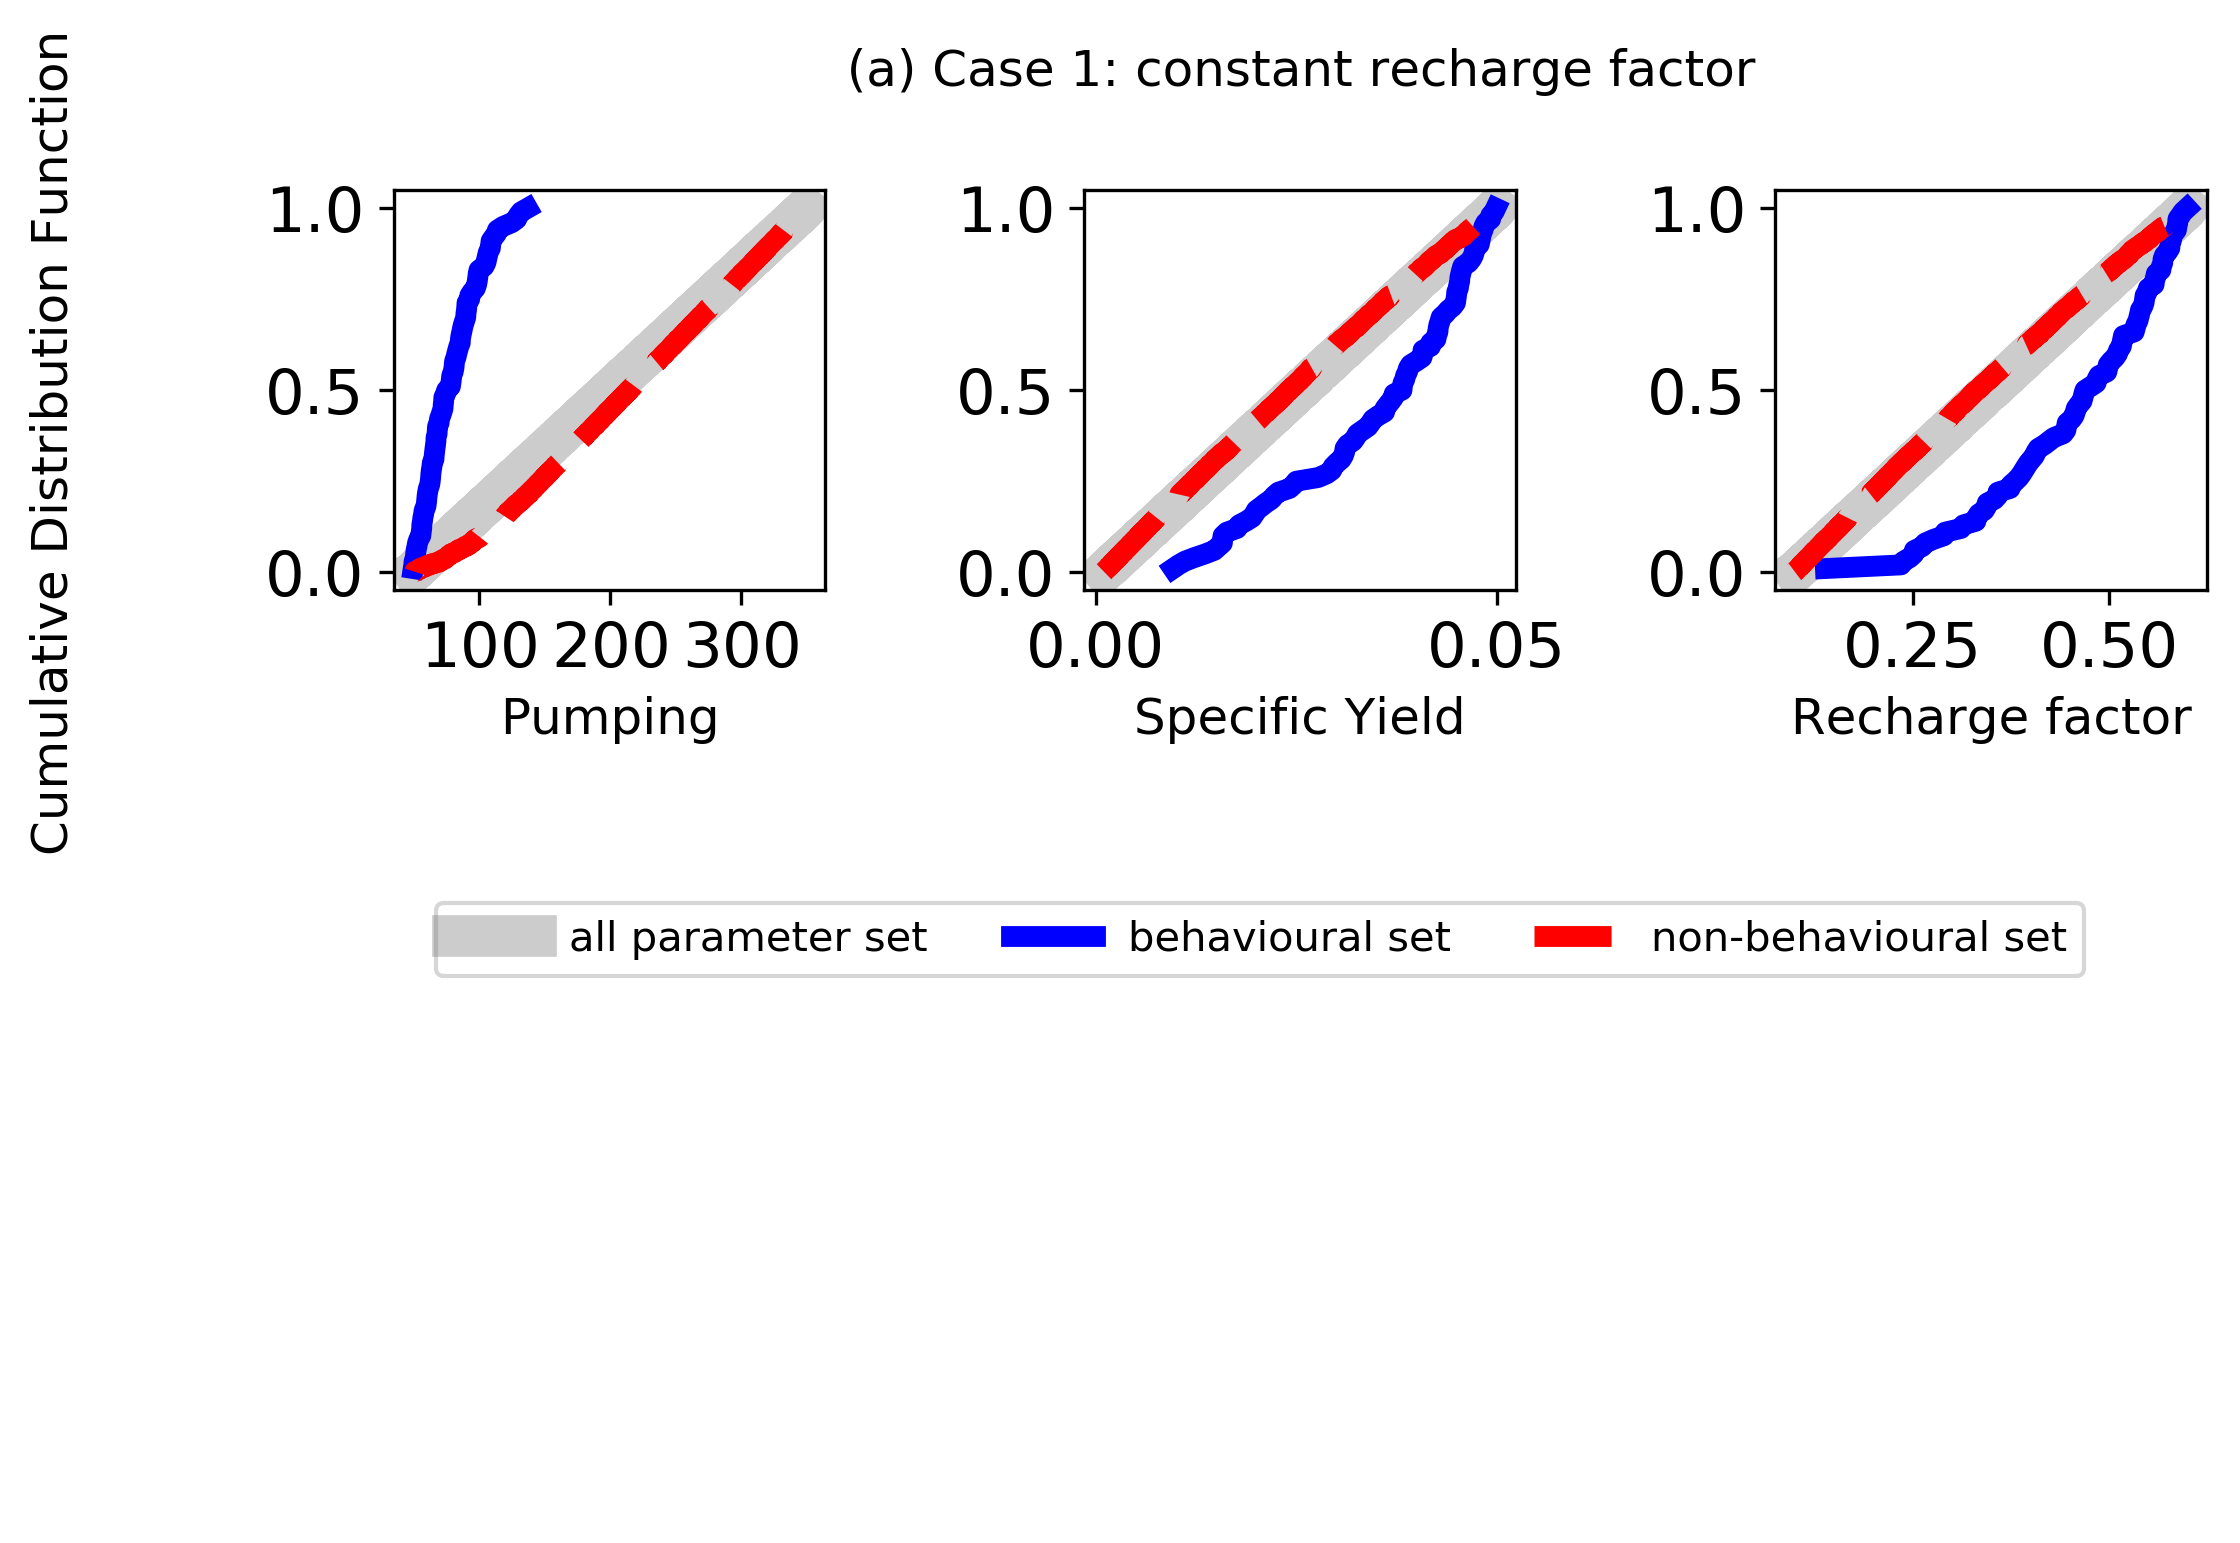 (a) Case 1: constant recharge factor
Cumulative Distribution Function
1.0
0.5
0.0
100 200 300
Pumping
1.0
0.5
0.0
0.00 0.05
Specific Yield
1.0
0.5
0.0
0.25 0.50
Recharge factor
all parameter set behavioural set non-behavioural set